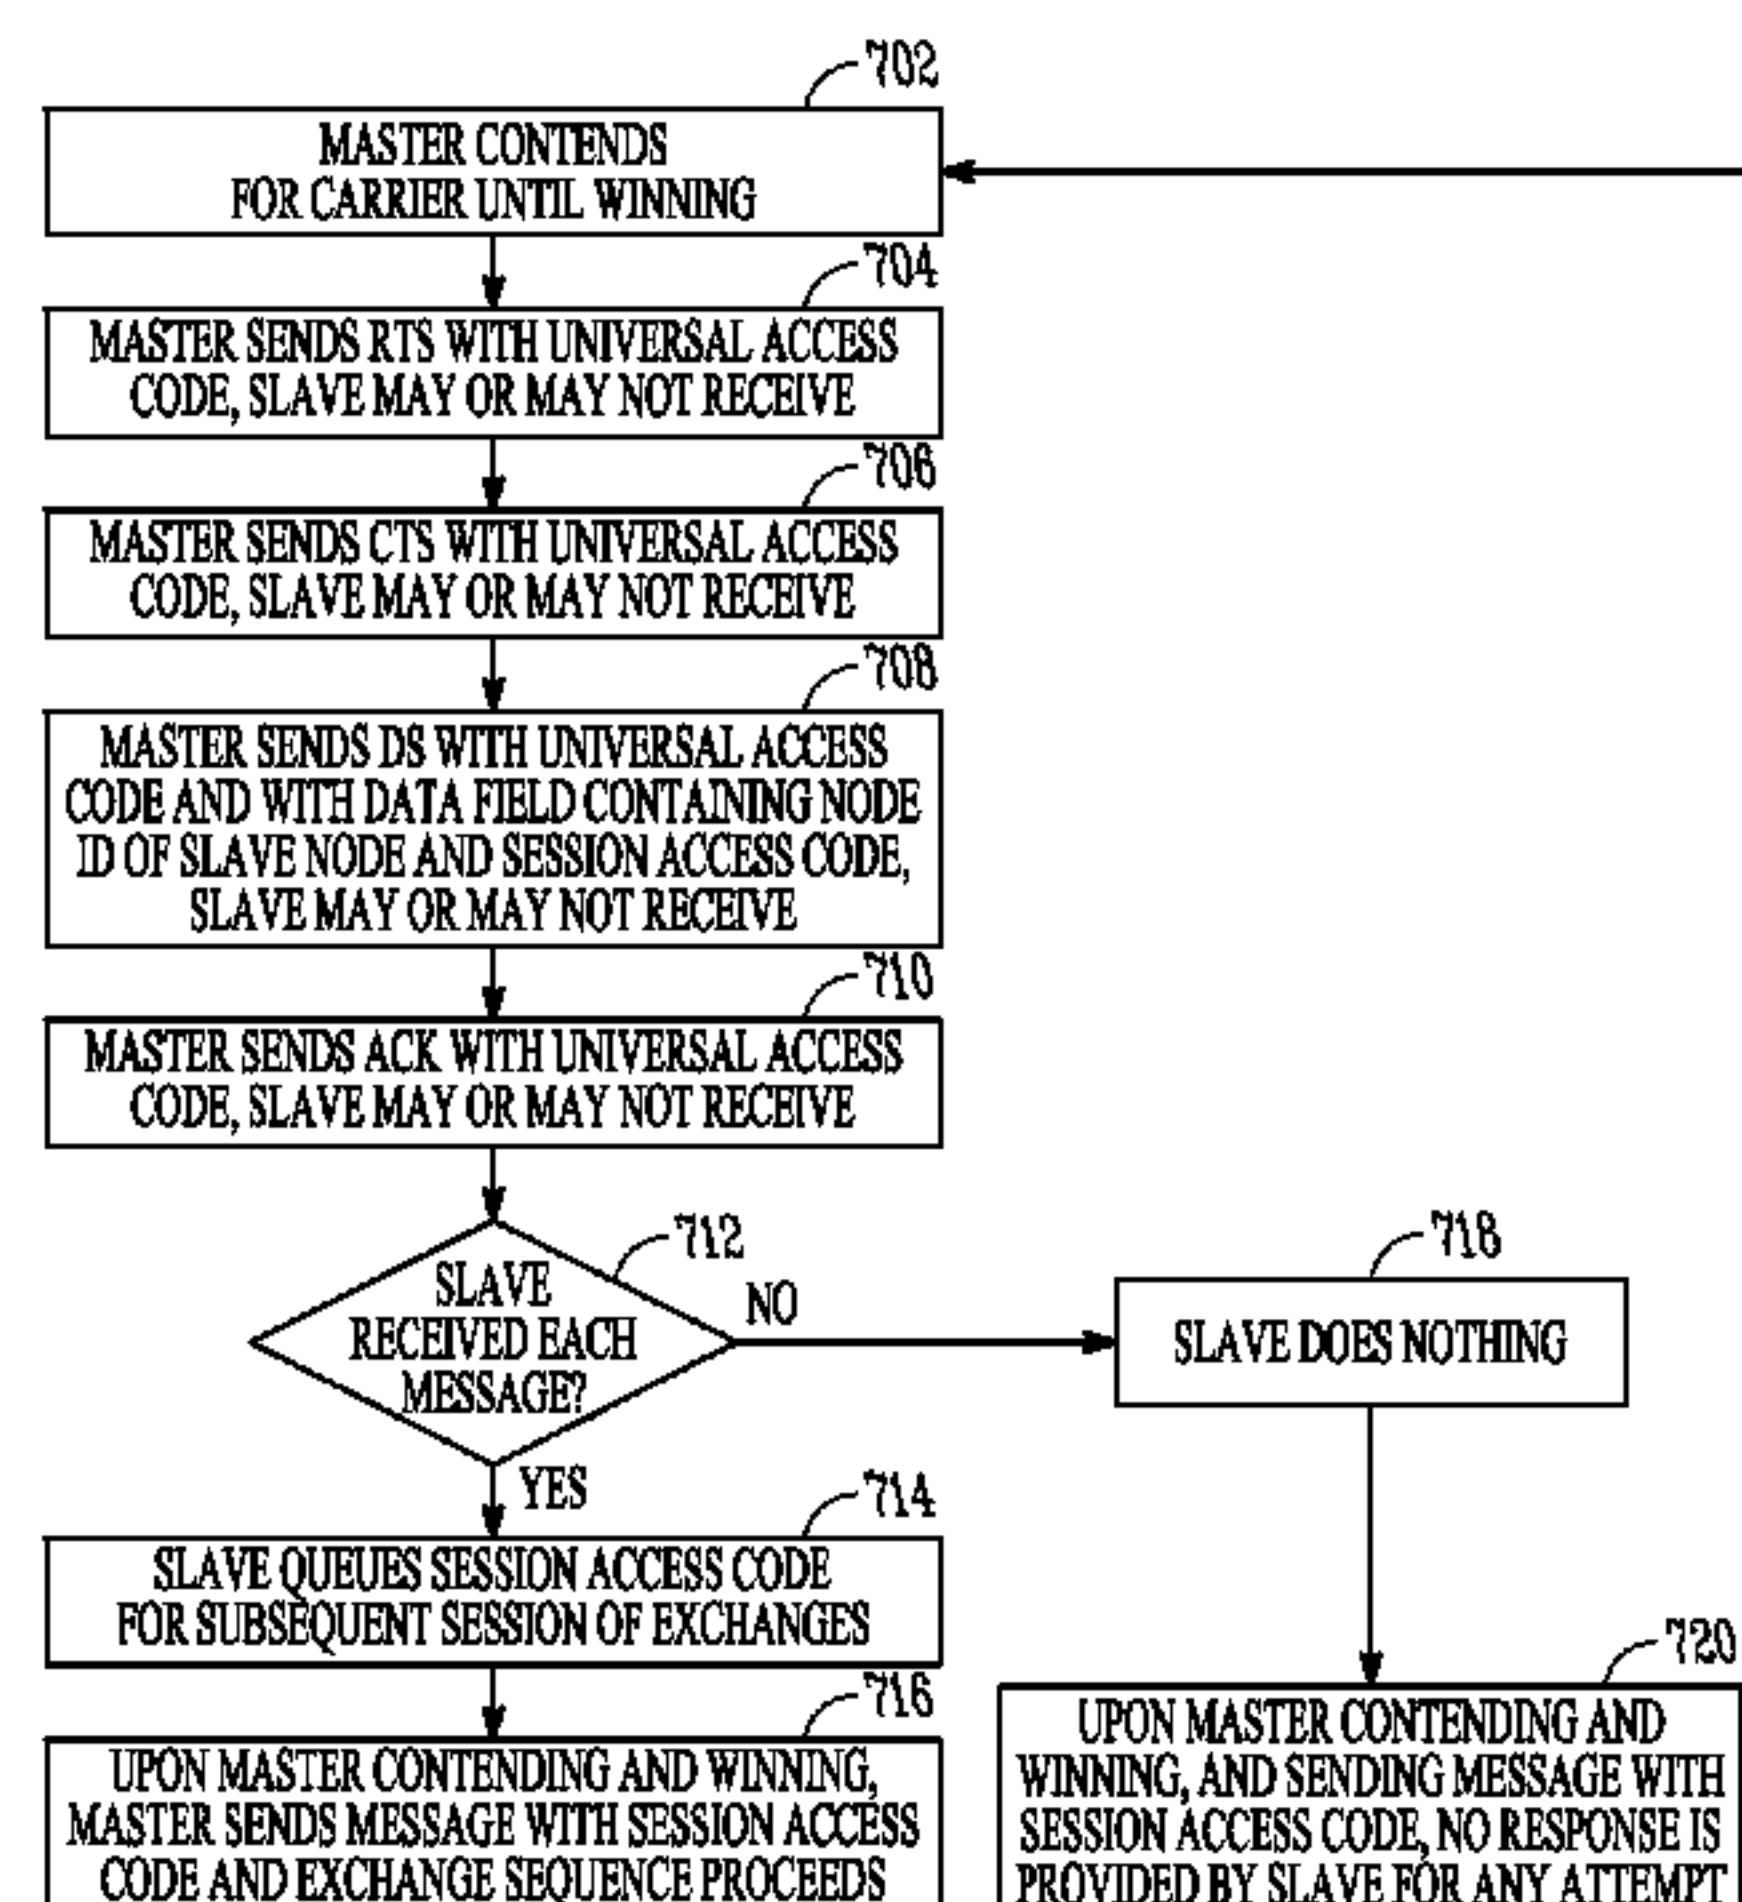 702
MASTER CONTENDS
FOR CARRIER UNTIL WINNING
704
MASTER SENDS RTS WITH UNIVERSAL ACCESS
CODE, SLAVE MAY OR MAY NOT RECEIVE
706
MASTER SENDS CTS WITH UNIVERSAL ACCESS
CODE, SLAVE MAY OR MAY NOT RECEIVE
708
MASTER SENDS DS WITH UNIVERSAL ACCESS
CODE AND WITH DATA FIELD CONTAINING NODE
ID OF SLAVE NODE AND SESSION ACCESS CODE,
SLAVE MAY OR MAY NOT RECEIVE
710
MASTER SENDS ACK WITH UNIVERSAL ACCESS
CODE, SLAVE MAY OR MAY NOT RECEIVE
712
SLAVE
RECEIVED EACH
MESSAGE?
NO
718
SLAVE DOES NOTHING
YES
714
SLAVE QUEUES SESSION ACCESS CODE
FOR SUBSEQUENT SESSION OF EXCHANGES
716
UPON MASTER CONTENDING AND WINNING,
MASTER SENDS MESSAGE WITH SESSION ACCESS
CODE AND EXCHANGE SEQUENCE PROCEEDS
720
UPON MASTER CONTENDING AND
WINNING, AND SENDING MESSAGE WITH
SESSION ACCESS CODE, NO RESPONSE IS
PROVIDED BY SLAVE FOR ANY ATTEMPT